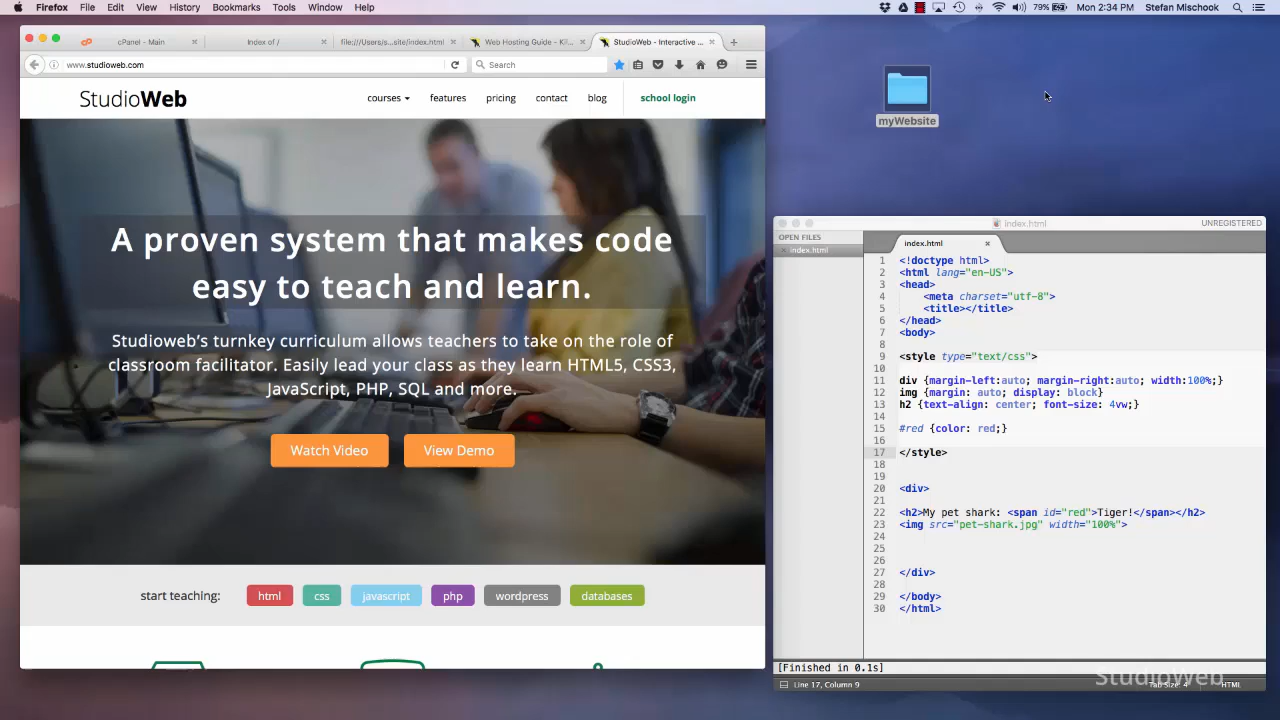 Firefox File Edit View History Bookmarks Tools Window Help
79% Mon 2:34 PM Stefan Mischook
cPanel - Main
Index of /
file:///Users/s...site/index.html
Web Hosting Guide - Kil...
StudioWeb - Interactive ...
www.studioweb.com
Search
StudioWeb
courses features pricing contact blog school login
A proven system that makes code
easy to teach and learn.
Studioweb's turnkey curriculum allows teachers to take on the role of
classroom facilitator. Easily lead your class as they learn HTML5, CSS3,
JavaScript, PHP, SQL and more.
Watch Video View Demo
start teaching: html css javascript php wordpress databases
myWebsite
index.html UNREGISTERED
OPEN FILES
index.html
index.html
1 <!doctype html>
2 <html lang="en-US">
3 <head>
4 <meta charset="utf-8">
5 <title></title>
6 </head>
7 <body>
8
9 <style type="text/css">
10
11 div {margin-left:auto; margin-right:auto; width:100%;}
12 img {margin: auto; display: block}
13 h2 {text-align: center; font-size: 4vw;}
14
15 #red {color: red;}
16
17 </style>
18
19
20 <div>
21
22 <h2>My pet shark: <span id="red">Tiger!</span></h2>
23 <img src="pet-shark.jpg" width="100%">
24
25
26
27 </div>
28
29 </body>
30 </html>
[Finished in 0.1s]
StudioWeb
Line 17, Column 9 Tab Size: 4 HTML